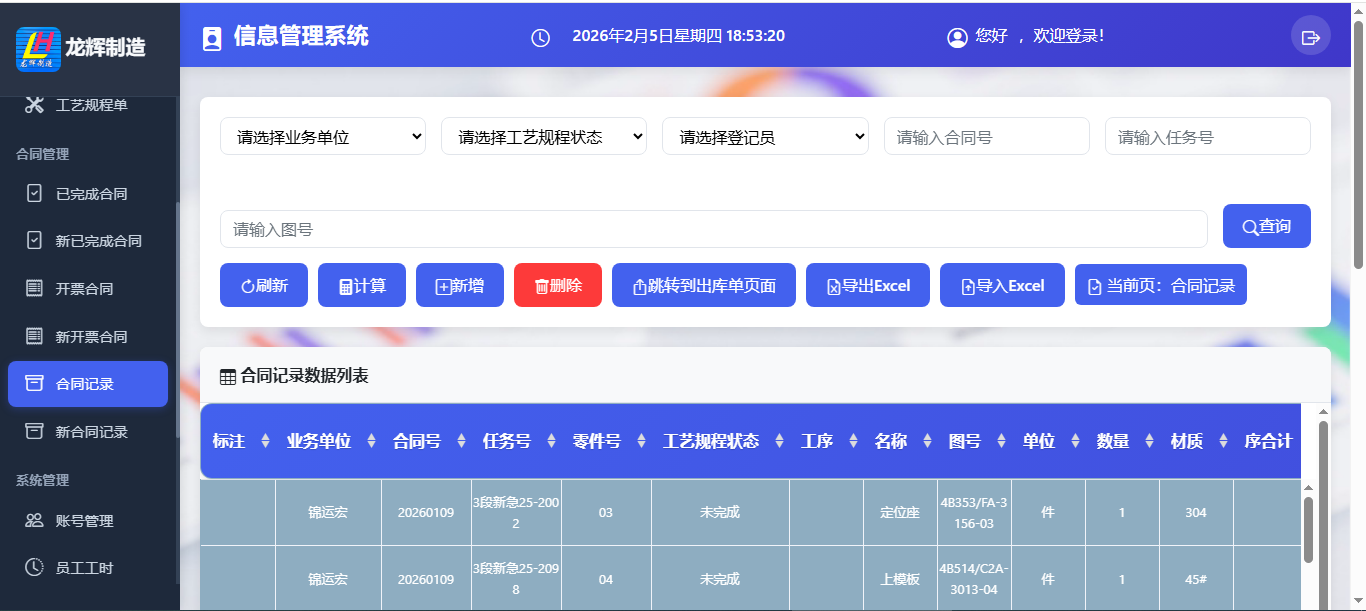 龙辉制造
信息管理系统
2026年2月5日星期四 18:53:20
您好 ，欢迎登录！
工艺规程单
合同管理
已完成合同
新已完成合同
开票合同
新开票合同
合同记录
新合同记录
系统管理
账号管理
员工工时
请选择业务单位 请选择工艺规程状态 请选择登记员 请输入合同号 请输入任务号
请输入图号 查询
刷新 计算 新增 删除 跳转到出库单页面 导出Excel 导入Excel 当前页：合同记录
合同记录数据列表
标注 业务单位 合同号 任务号 零件号 工艺规程状态 工序 名称 图号 单位 数量 材质 序合计
锦运宏 20260109 3段新急25-2002 03 未完成 定位座 4B353/FA-3156-03 件 1 304
锦运宏 20260109 3段新急25-2098 04 未完成 上模板 4B514/C2A-3013-04 件 1 45#